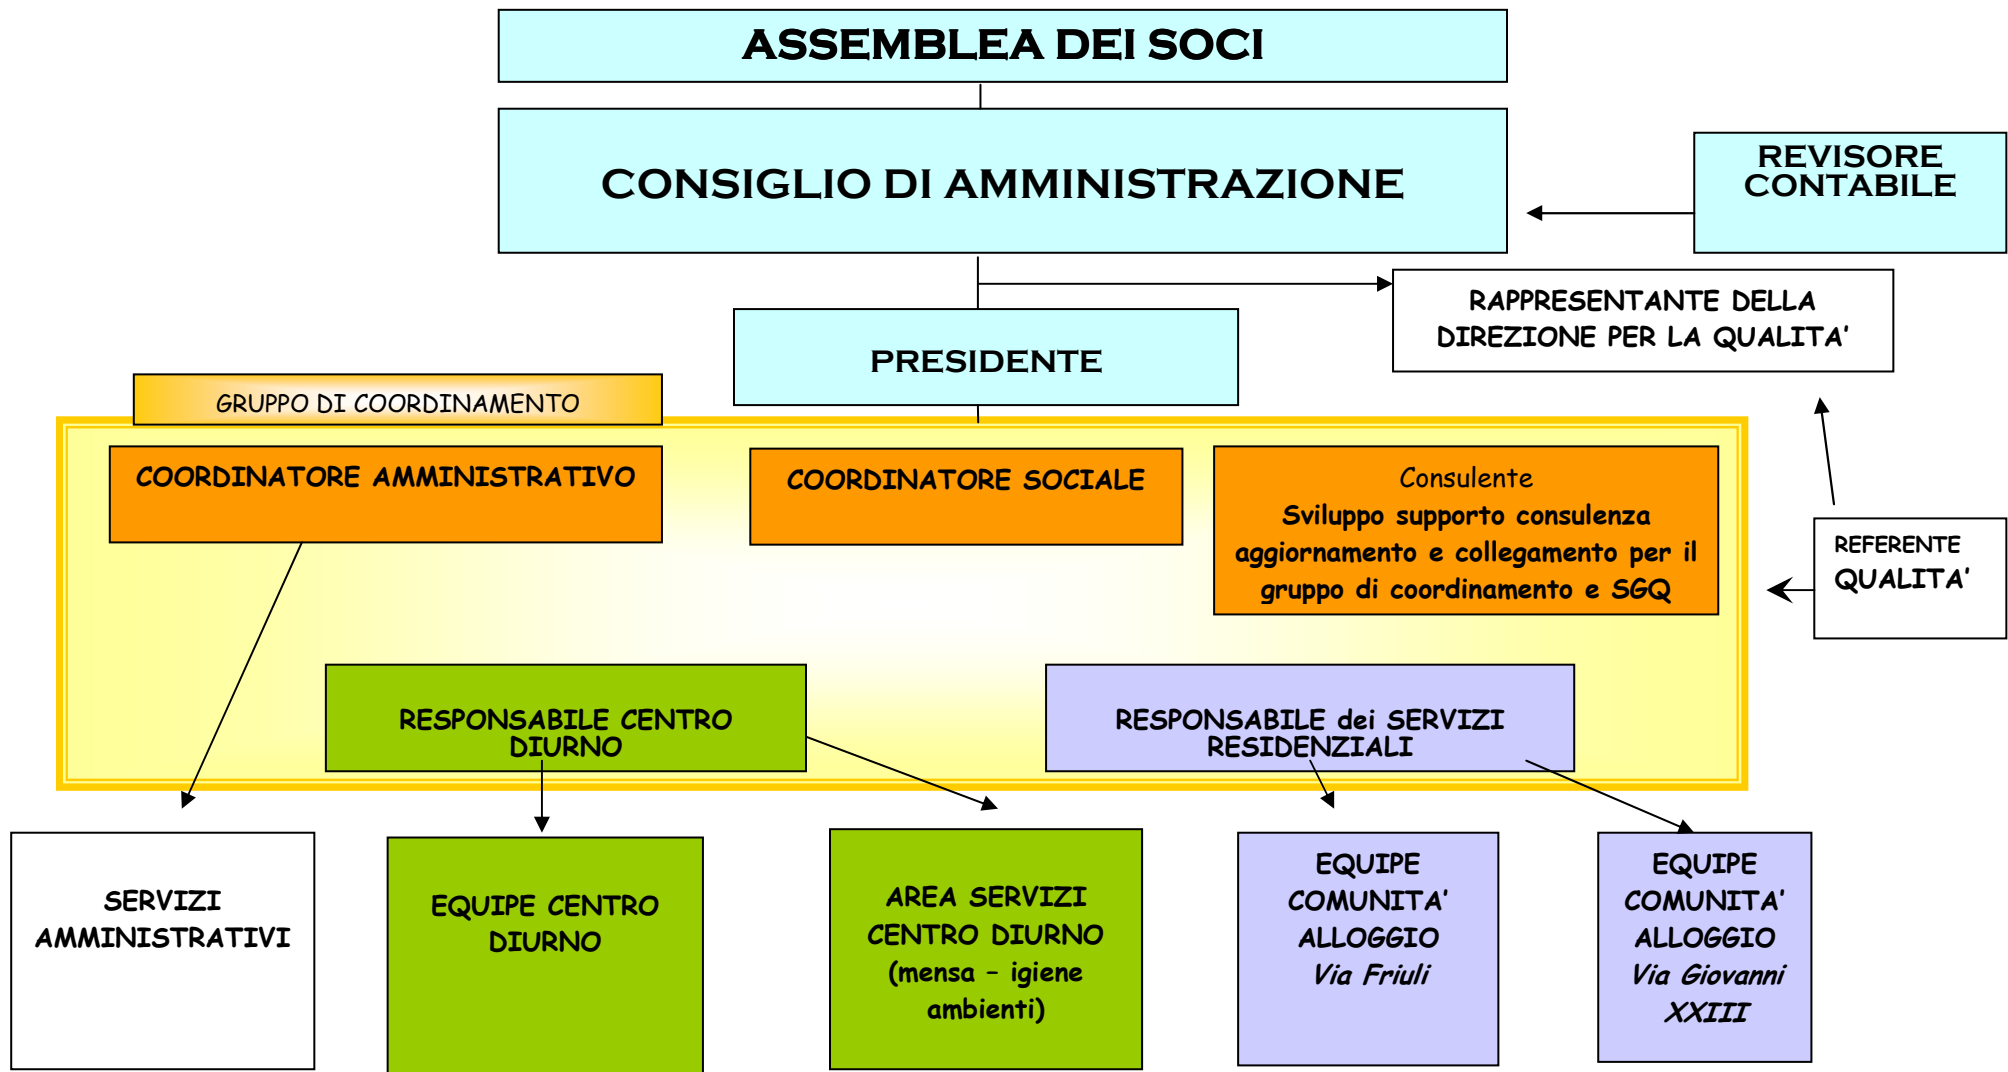 ASSEMBLEA DEI SOCI
CONSIGLIO DI AMMINISTRAZIONE
REVISORE
CONTABILE
RAPPRESENTANTE DELLA
DIREZIONE PER LA QUALITA’
PRESIDENTE
GRUPPO DI COORDINAMENTO
COORDINATORE AMMINISTRATIVO
COORDINATORE SOCIALE
Consulente
Sviluppo supporto consulenza
aggiornamento e collegamento per il
gruppo di coordinamento e SGQ
REFERENTE
QUALITA’
RESPONSABILE CENTRO
DIURNO
RESPONSABILE dei SERVIZI
RESIDENZIALI
SERVIZI
AMMINISTRATIVI
EQUIPE CENTRO
DIURNO
AREA SERVIZI
CENTRO DIURNO
(mensa – igiene
ambienti)
EQUIPE
COMUNITA’
ALLOGGIO
Via Friuli
EQUIPE
COMUNITA’
ALLOGGIO
Via Giovanni
XXIII